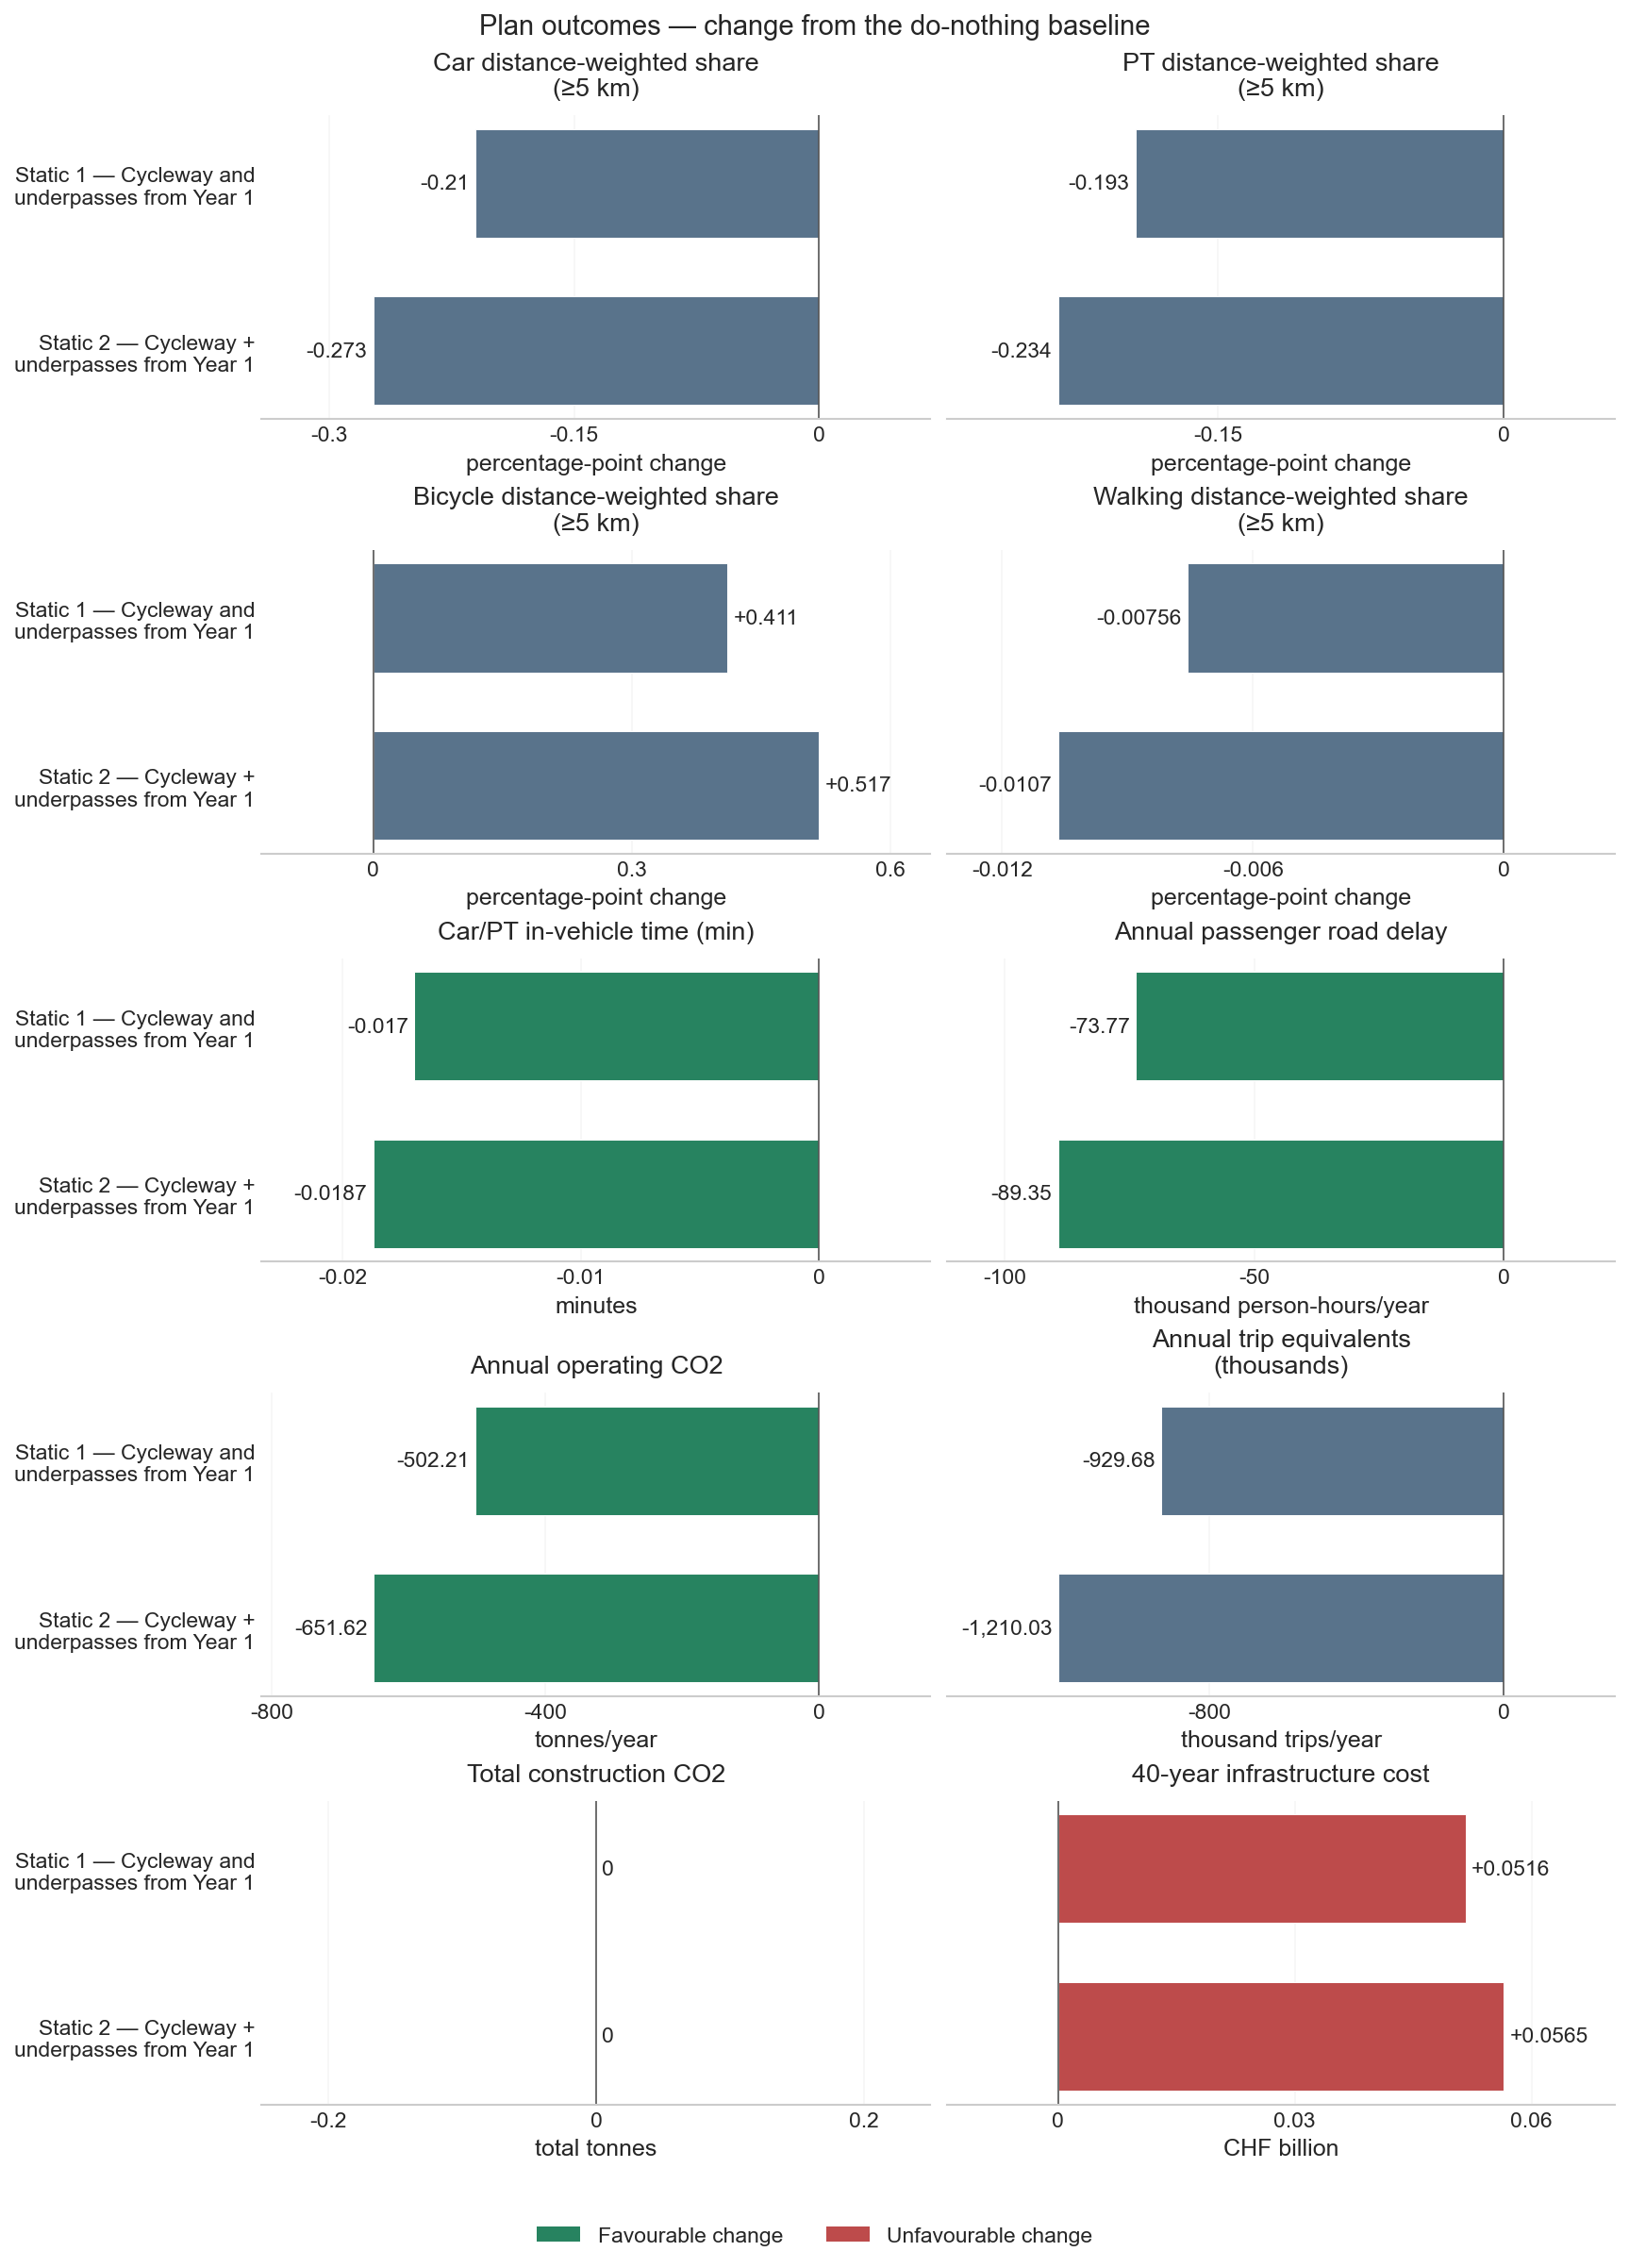 Plan outcomes — change from the do-nothing baseline
Car distance-weighted share
(≥5 km)
Static 1 — Cycleway and
underpasses from Year 1
-0.21
Static 2 — Cycleway +
underpasses from Year 1
-0.273
-0.3
-0.15
0
percentage-point change
PT distance-weighted share
(≥5 km)
-0.193
-0.234
-0.15
0
percentage-point change
Bicycle distance-weighted share
(≥5 km)
Static 1 — Cycleway and
underpasses from Year 1
+0.411
Static 2 — Cycleway +
underpasses from Year 1
+0.517
0
0.3
0.6
percentage-point change
Walking distance-weighted share
(≥5 km)
-0.00756
-0.0107
-0.012
-0.006
0
percentage-point change
Car/PT in-vehicle time (min)
Static 1 — Cycleway and
underpasses from Year 1
-0.017
Static 2 — Cycleway +
underpasses from Year 1
-0.0187
-0.02
-0.01
0
minutes
Annual passenger road delay
-73.77
-89.35
-100
-50
0
thousand person-hours/year
Annual operating CO2
Static 1 — Cycleway and
underpasses from Year 1
-502.21
Static 2 — Cycleway +
underpasses from Year 1
-651.62
-800
-400
0
tonnes/year
Annual trip equivalents
(thousands)
-929.68
-1,210.03
-800
0
thousand trips/year
Total construction CO2
Static 1 — Cycleway and
underpasses from Year 1
0
Static 2 — Cycleway +
underpasses from Year 1
0
-0.2
0
0.2
total tonnes
40-year infrastructure cost
+0.0516
+0.0565
0
0.03
0.06
CHF billion
Favourable change
Unfavourable change